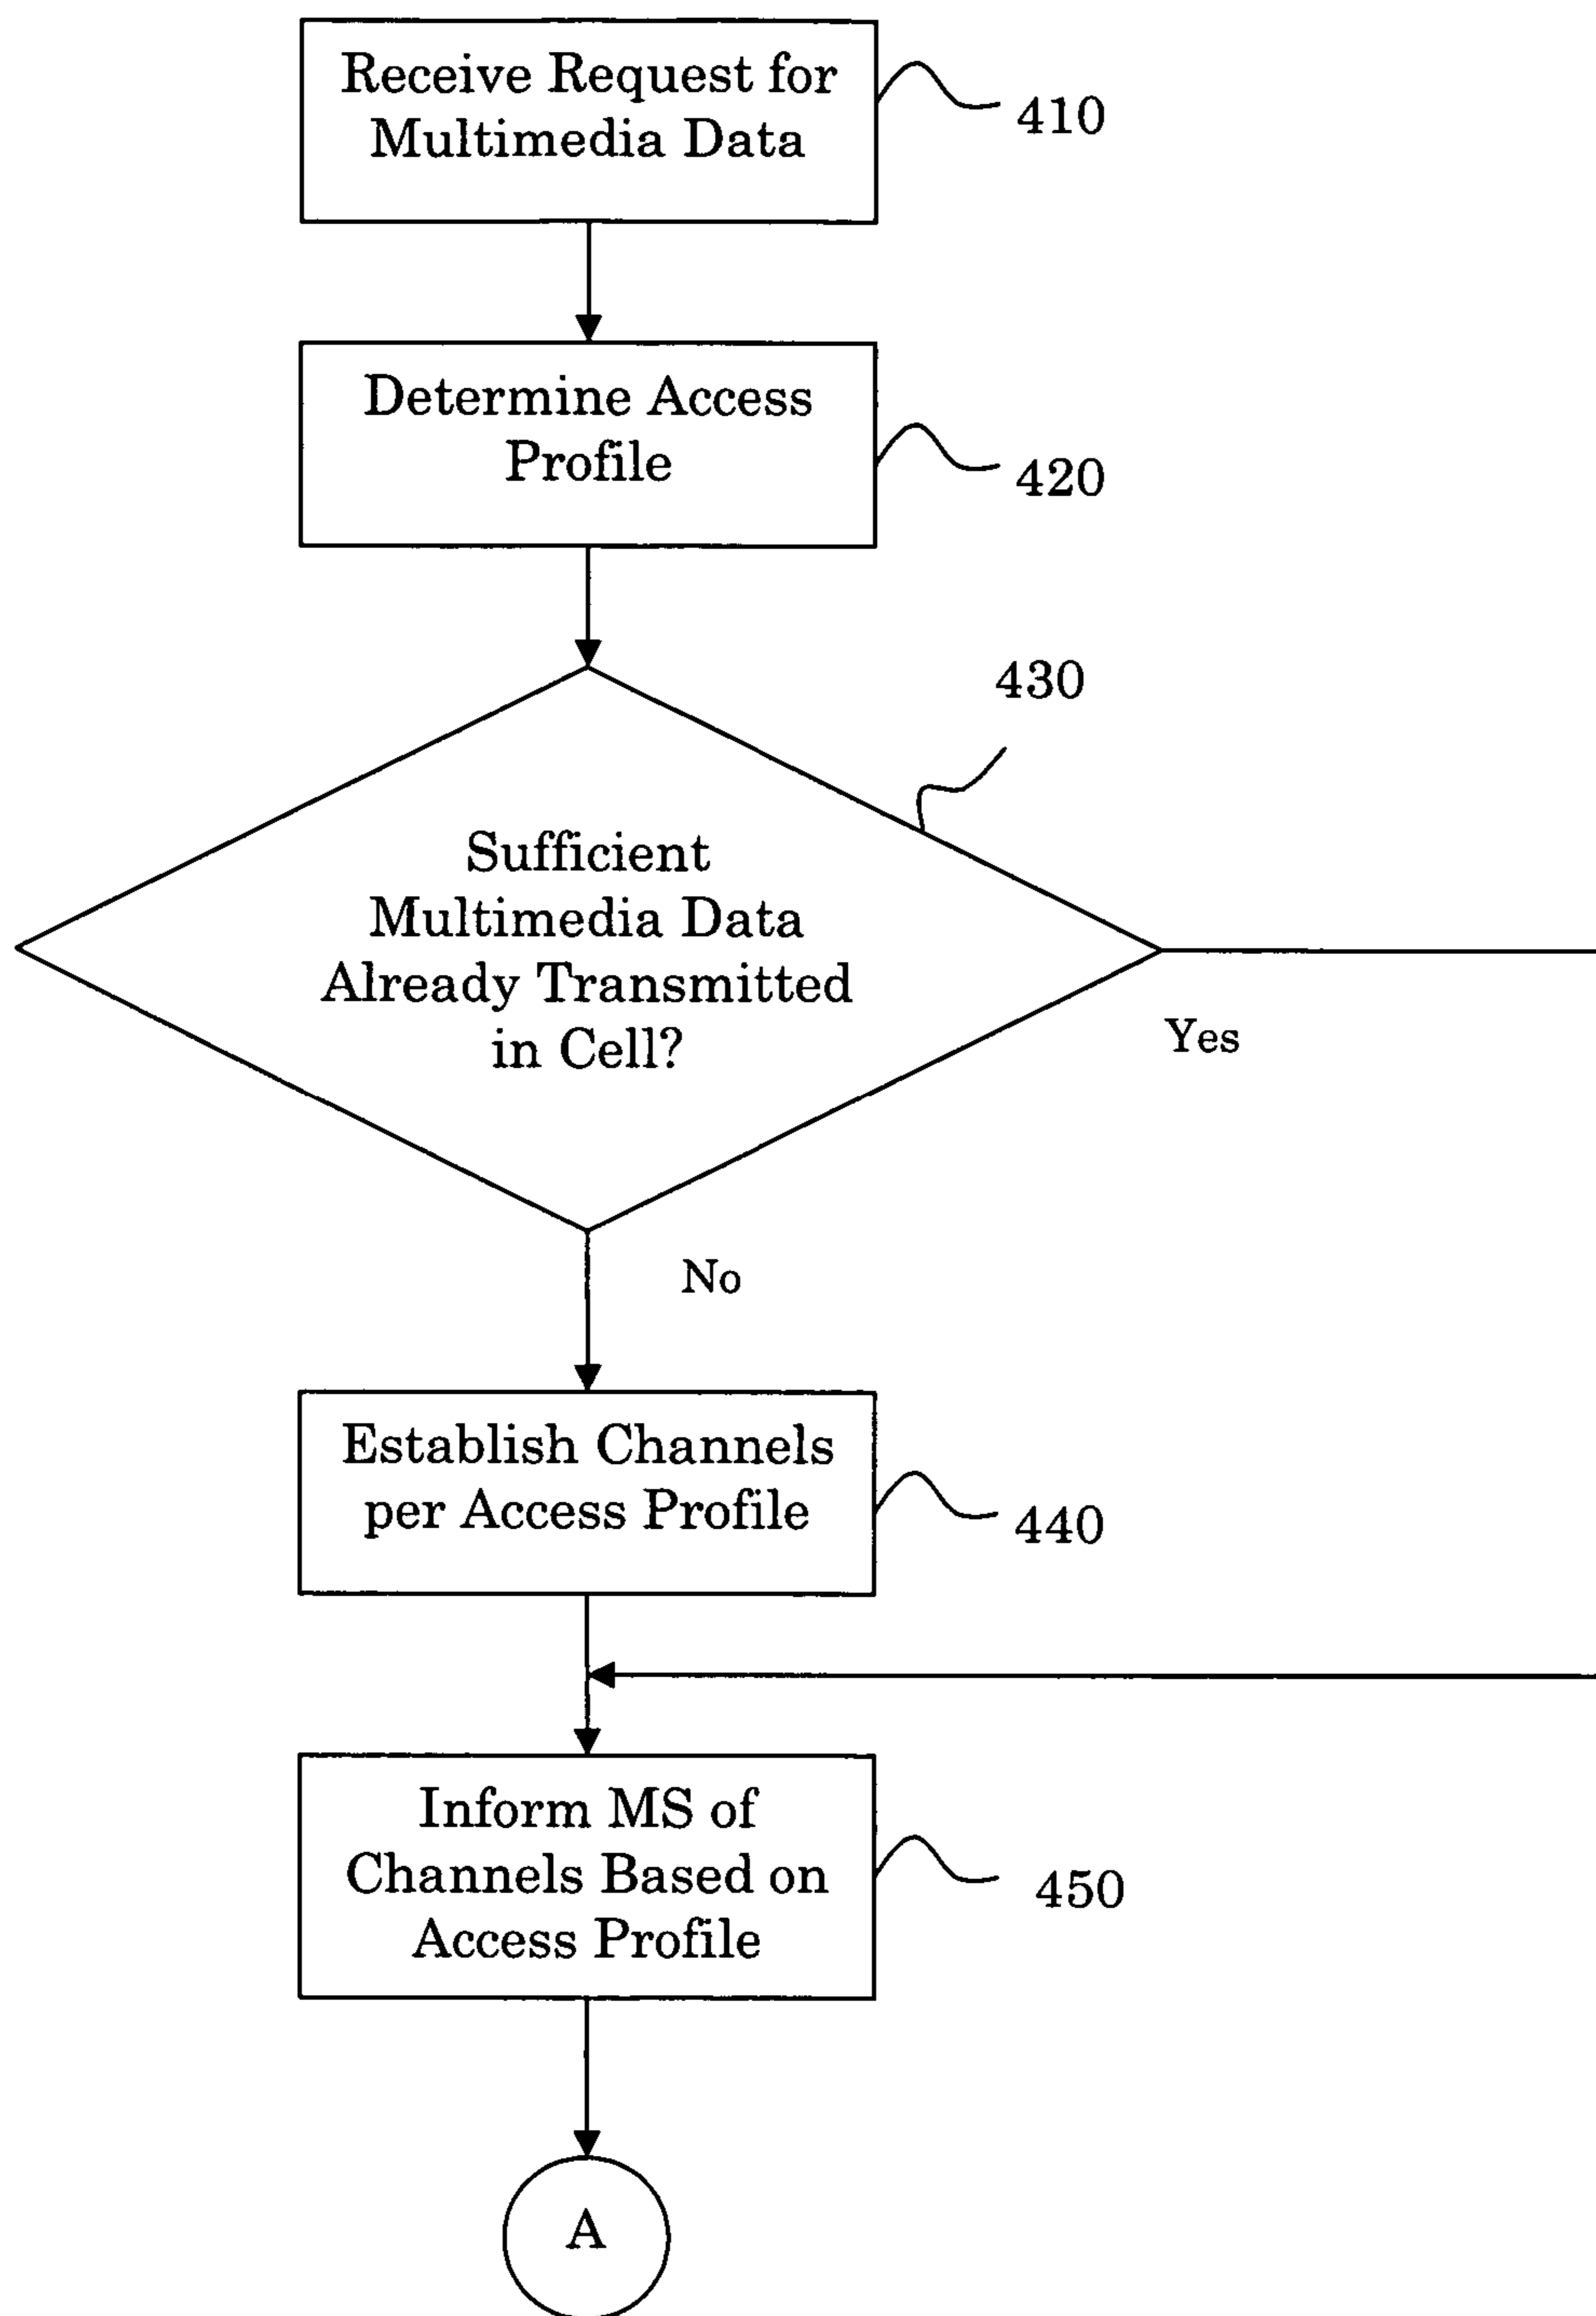 Receive Request for
Multimedia Data
410
Determine Access
Profile
420
430
Sufficient
Multimedia Data
Already Transmitted
in Cell?
Yes
No
Establish Channels
per Access Profile
440
Inform MS of
Channels Based on
Access Profile
450
A